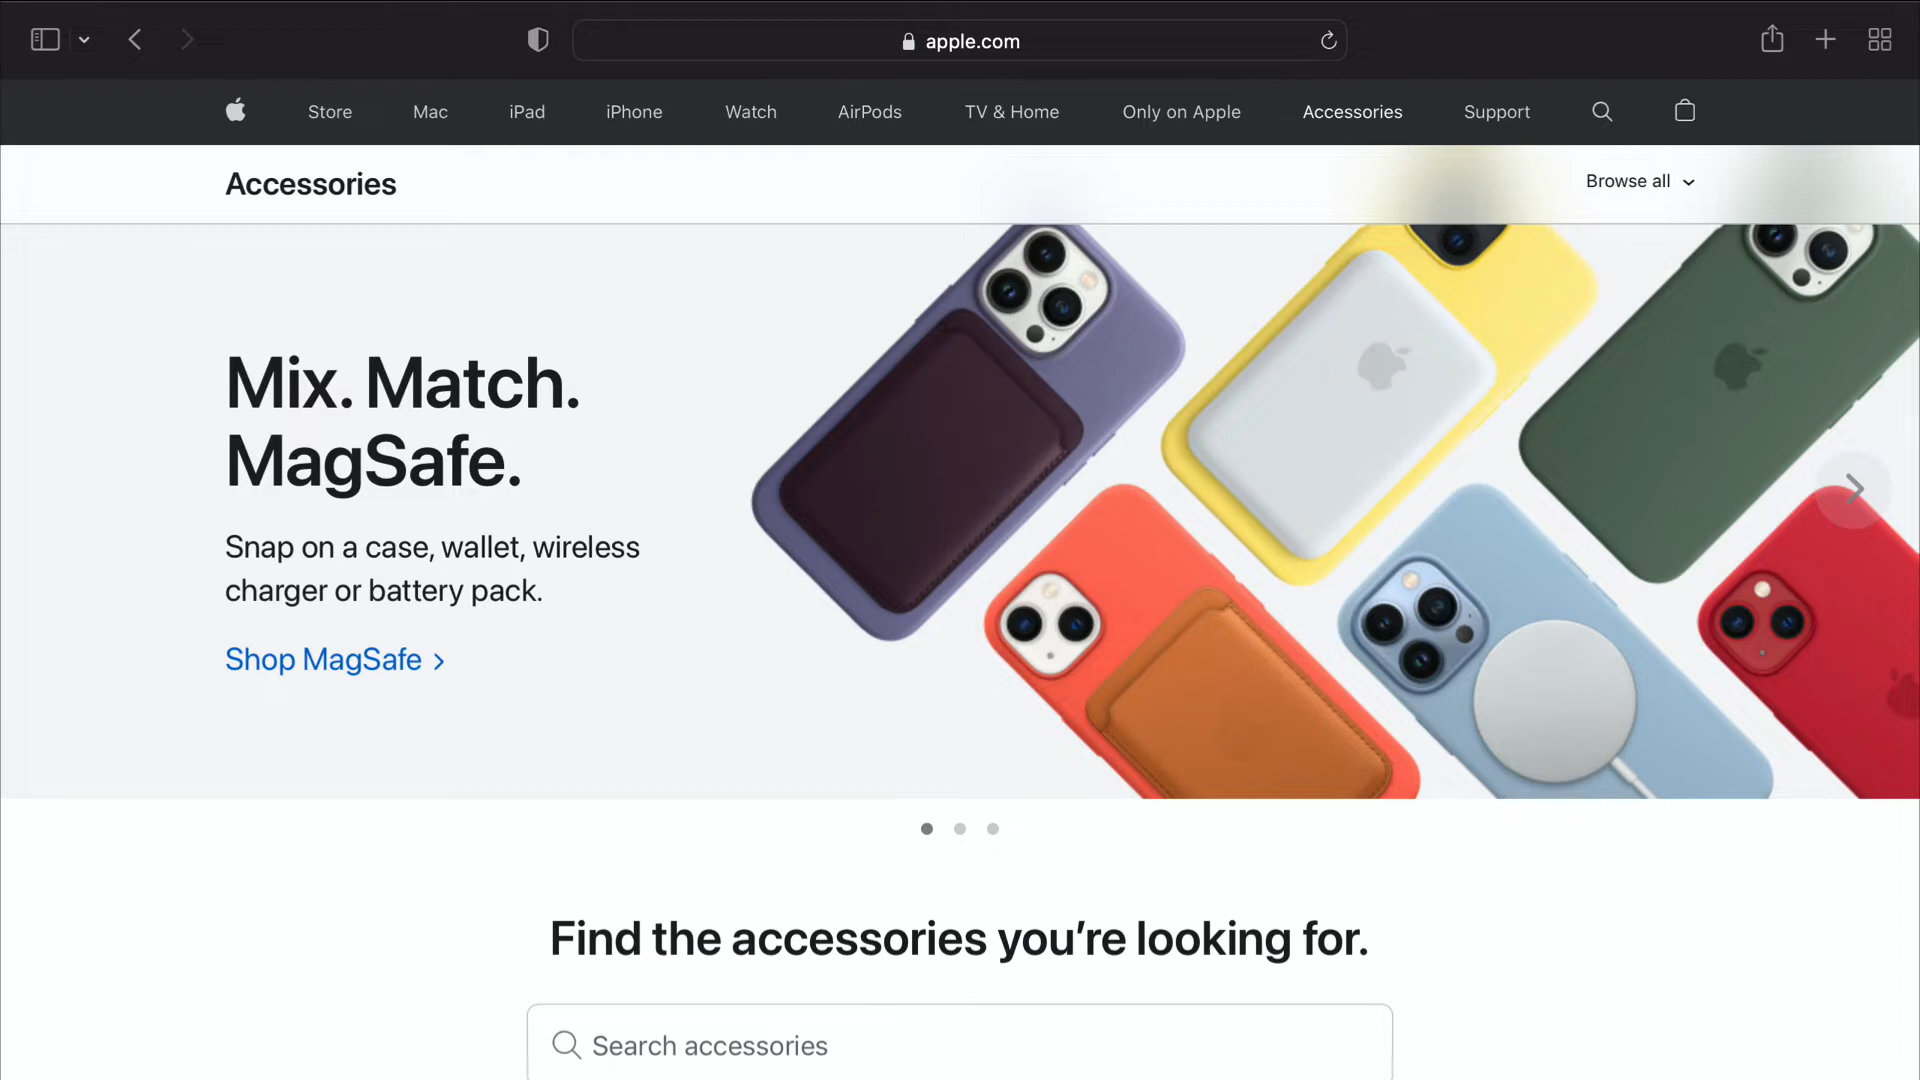 apple.com
Store Mac iPad iPhone Watch AirPods TV & Home Only on Apple Accessories Support
Accessories
Browse all
Mix. Match.
MagSafe.
Snap on a case, wallet, wireless
charger or battery pack.
Shop MagSafe
Find the accessories you’re looking for.
Search accessories